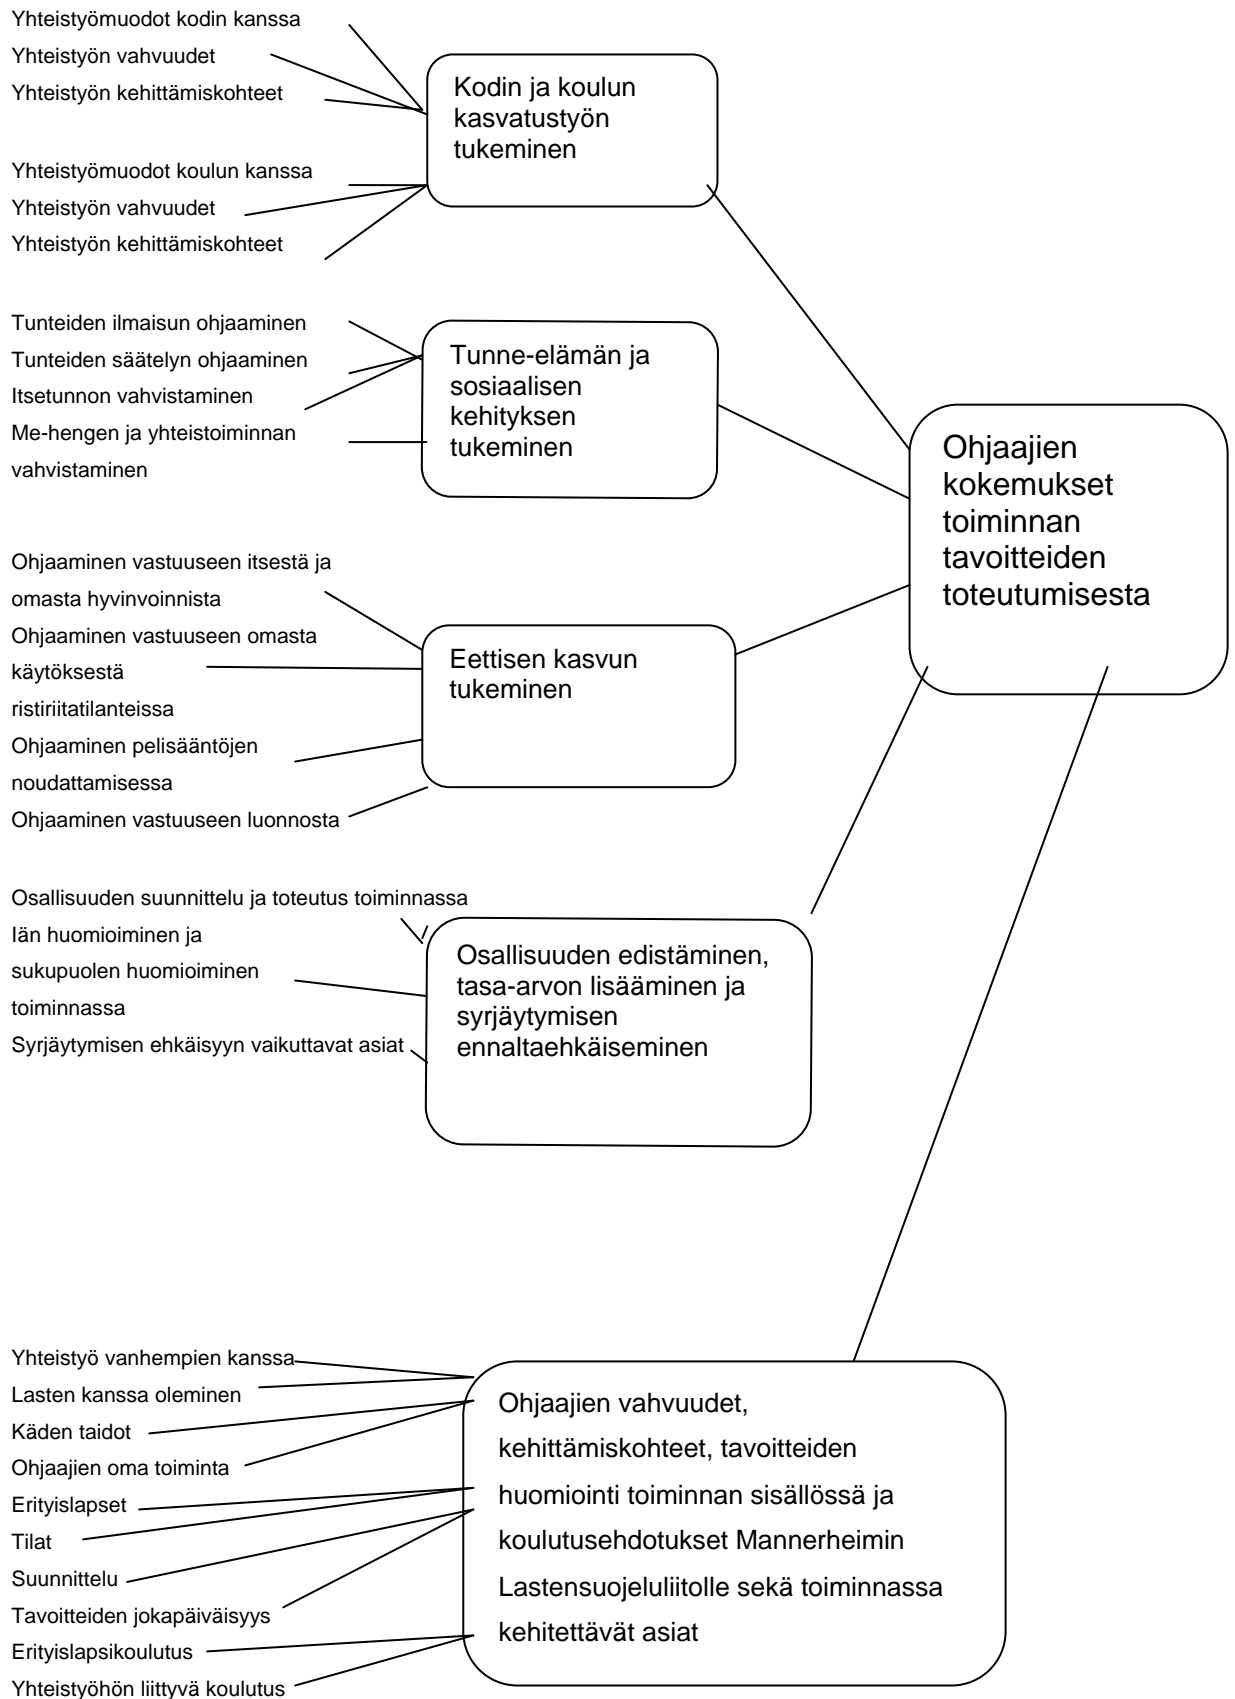 Yhteistyömuodot kodin kanssa
Yhteistyön vahvuudet
Yhteistyön kehittämiskohteet
Yhteistyömuodot koulun kanssa
Yhteistyön vahvuudet
Yhteistyön kehittämiskohteet
Kodin ja koulun
kasvatustyön
tukeminen
Tunteiden ilmaisun ohjaaminen
Tunteiden säätelyn ohjaaminen
Itsetunnon vahvistaminen
Me-hengen ja yhteistoiminnan
vahvistaminen
Tunne-elämän ja
sosiaalisen
kehityksen
tukeminen
Ohjaajien
kokemukset
toiminnan
tavoitteiden
toteutumisesta
Ohjaaminen vastuuseen itsestä ja
omasta hyvinvoinnista
Ohjaaminen vastuuseen omasta
käytöksestä
ristiriitatilanteissa
Ohjaaminen pelisääntöjen
noudattamisessa
Ohjaaminen vastuuseen luonnosta
Eettisen kasvun
tukeminen
Osallisuuden suunnittelu ja toteutus toiminnassa
Iän huomioiminen ja
sukupuolen huomioiminen
toiminnassa
Syrjäytymisen ehkäisyyn vaikuttavat asiat
Osallisuuden edistäminen,
tasa-arvon lisääminen ja
syrjäytymisen
ennaltaehkäiseminen
Yhteistyö vanhempien kanssa
Lasten kanssa oleminen
Käden taidot
Ohjaajien oma toiminta
Erityislapset
Tilat
Suunnittelu
Tavoitteiden jokapäiväisyys
Erityislapsikoulutus
Yhteistyöhön liittyvä koulutus
Ohjaajien vahvuudet,
kehittämiskohteet, tavoitteiden
huomiointi toiminnan sisällössä ja
koulutusehdotukset Mannerheimin
Lastensuojeluliitolle sekä toiminnassa
kehitettävät asiat